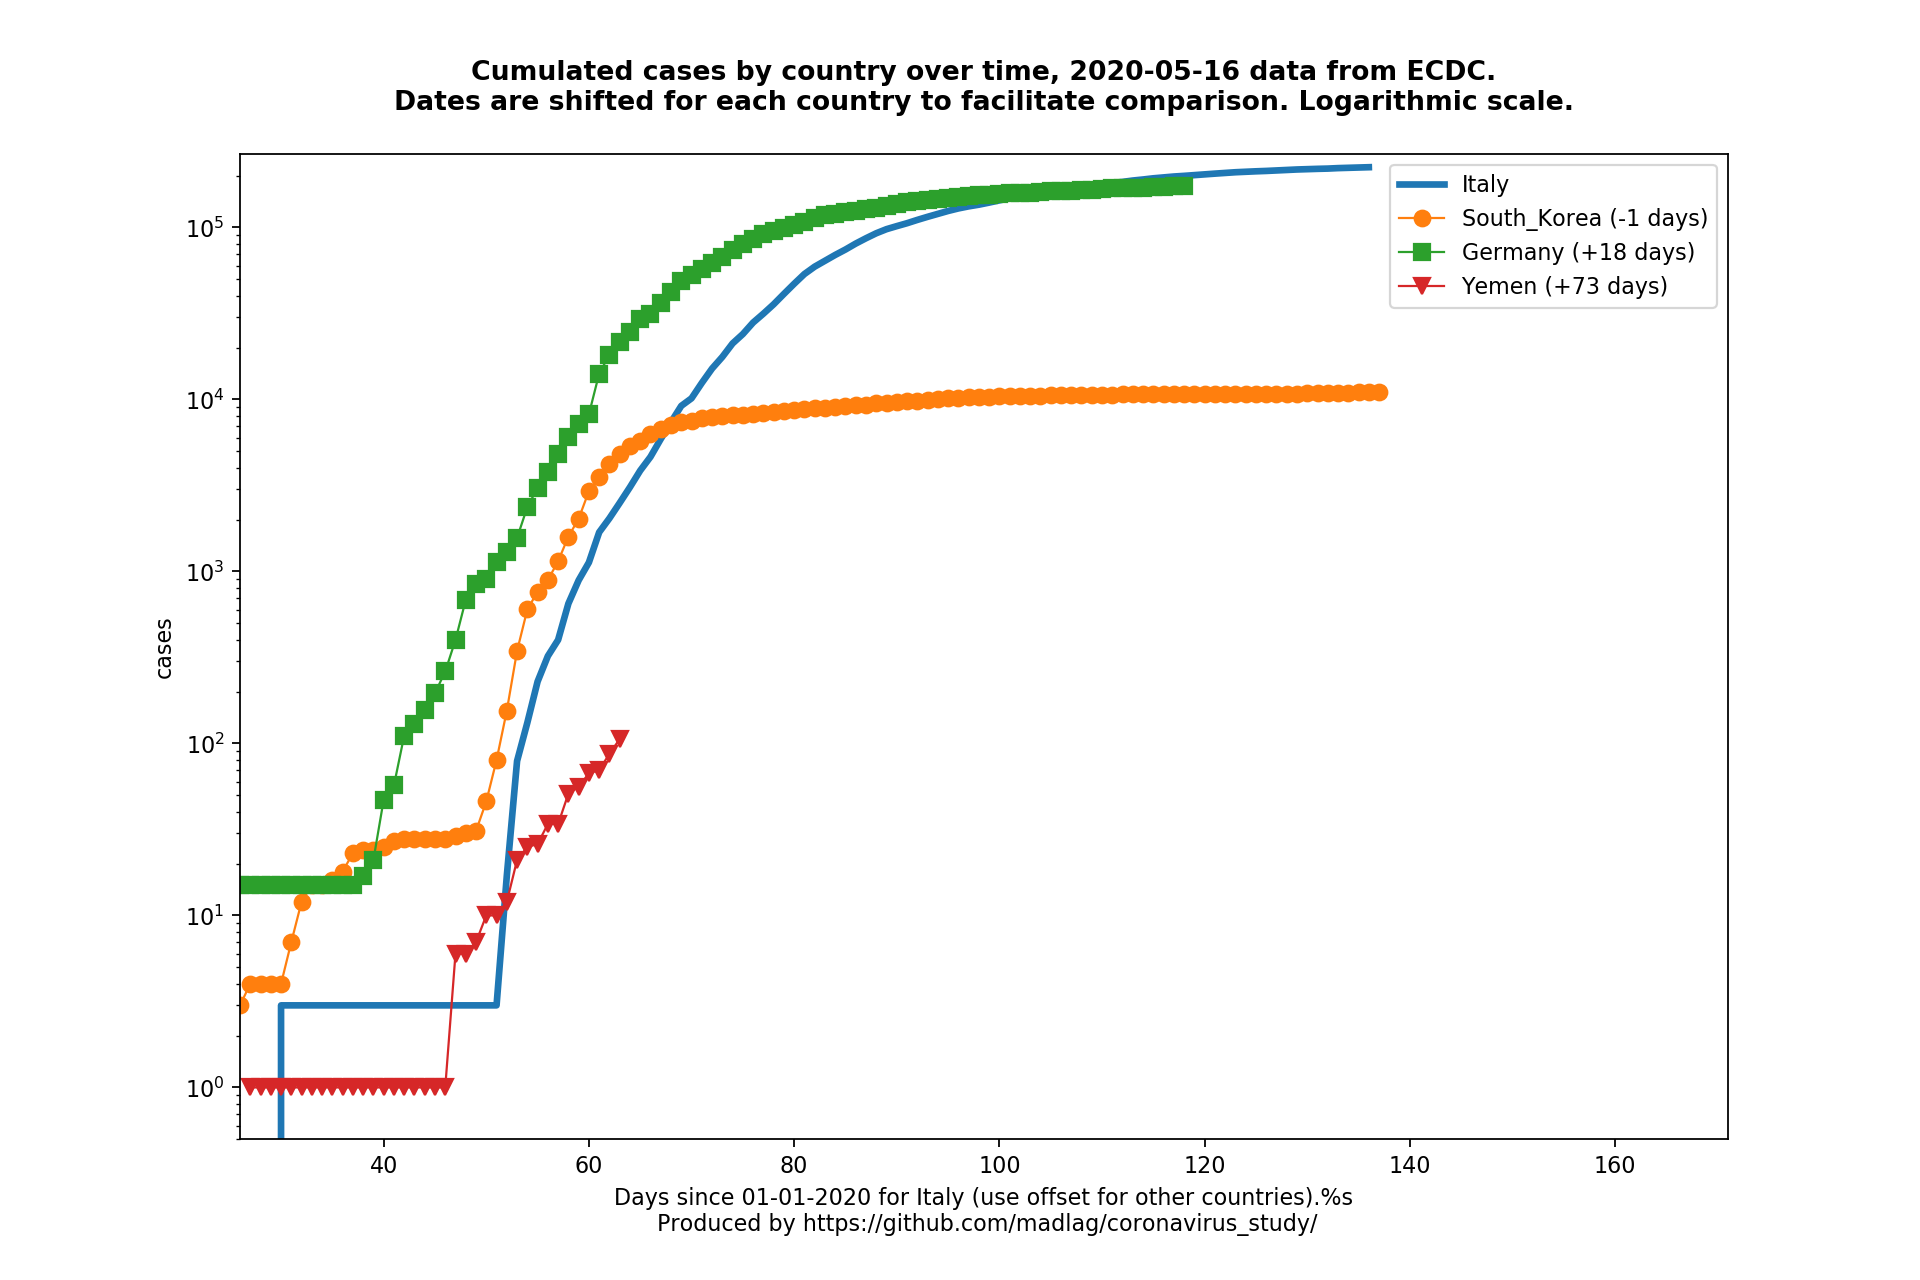 Cumulated cases by country over time, 2020-05-16 data from ECDC.
Dates are shifted for each country to facilitate comparison. Logarithmic scale.
Italy
South_Korea (-1 days)
Germany (+18 days)
Yemen (+73 days)
10^5
10^4
10^3
10^2
10^1
10^0
cases
40 60 80 100 120 140 160
Days since 01-01-2020 for Italy (use offset for other countries).%s
Produced by https://github.com/madlag/coronavirus_study/